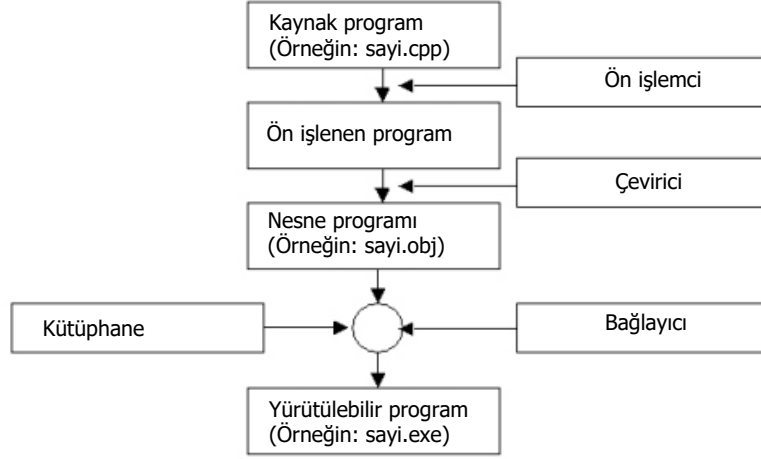 Kaynak program
(Örneğin: sayi.cpp)
Ön işlemci
Ön işlenen program
Çevirici
Nesne programı
(Örneğin: sayi.obj)
Kütüphane
Bağlayıcı
Yürütülebilir program
(Örneğin: sayi.exe)